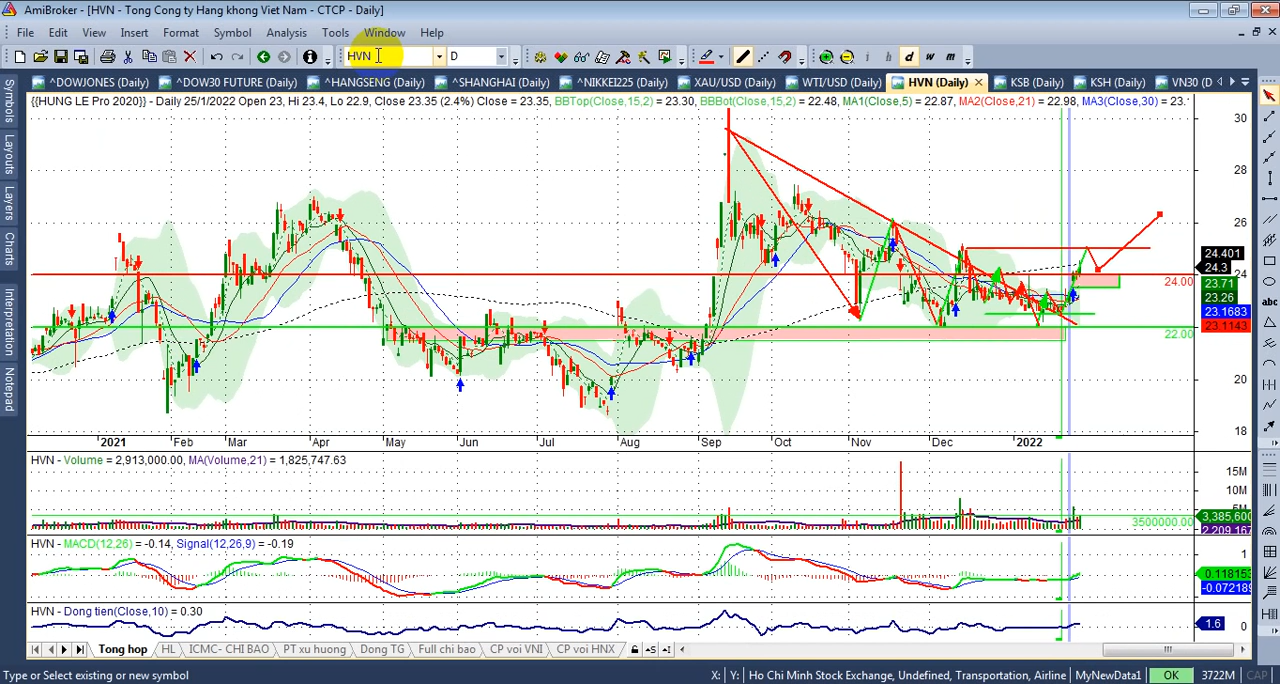 AmiBroker - [HVN - Tong Cong ty Hang khong Viet Nam - CTCP - Daily]
File Edit View Insert Format Symbol Analysis Tools Window Help
HVN D i h d w m
^DOWJONES (Daily) ^DOW30 FUTURE (Daily) ^HANGSENG (Daily) ^SHANGHAI (Daily) ^NIKKEI225 (Daily) XAU/USD (Daily) WTI/USD (Daily) HVN (Daily) KSB (Daily) KSH (Daily) VN30 (D
{{HUNG LE Pro 2020}} - Daily 25/1/2022 Open 23, Hi 23.4, Lo 22.9, Close 23.35 (2.4%) Close = 23.35, BBTop(Close,15,2) = 23.30, BBBot(Close,15,2) = 22.48, MA1(Close,5) = 22.87, MA2(Close,21) = 22.98, MA3(Close,30) = 23.
Symbols
Layouts
Layers
Charts
Interpretation
Notepad
30
28
26
24.401
24.3
24
24.00
23.71
23.26
23.1683
23.1143
22.00
20
18
2021 Feb Mar Apr May Jun Jul Aug Sep Oct Nov Dec 2022
HVN - Volume = 2,913,000.00, MA(Volume,21) = 1,825,747.63
15M
10M
3500000.00
3,385,600
2,209,167
HVN - MACD(12,26) = -0.14, Signal(12,26,9) = -0.19
1
0.118153
-0.072189
HVN - Dong tien(Close,10) = 0.30
1.6
0
Tong hop HL ICMC- CHI BAO PT xu huong Dong TG Full chi bao CP voi VNI CP voi HNX
abc
Type or Select existing or new symbol X: Y: Ho Chi Minh Stock Exchange, Undefined, Transportation, Airline MyNewData1 OK 3722M CAP